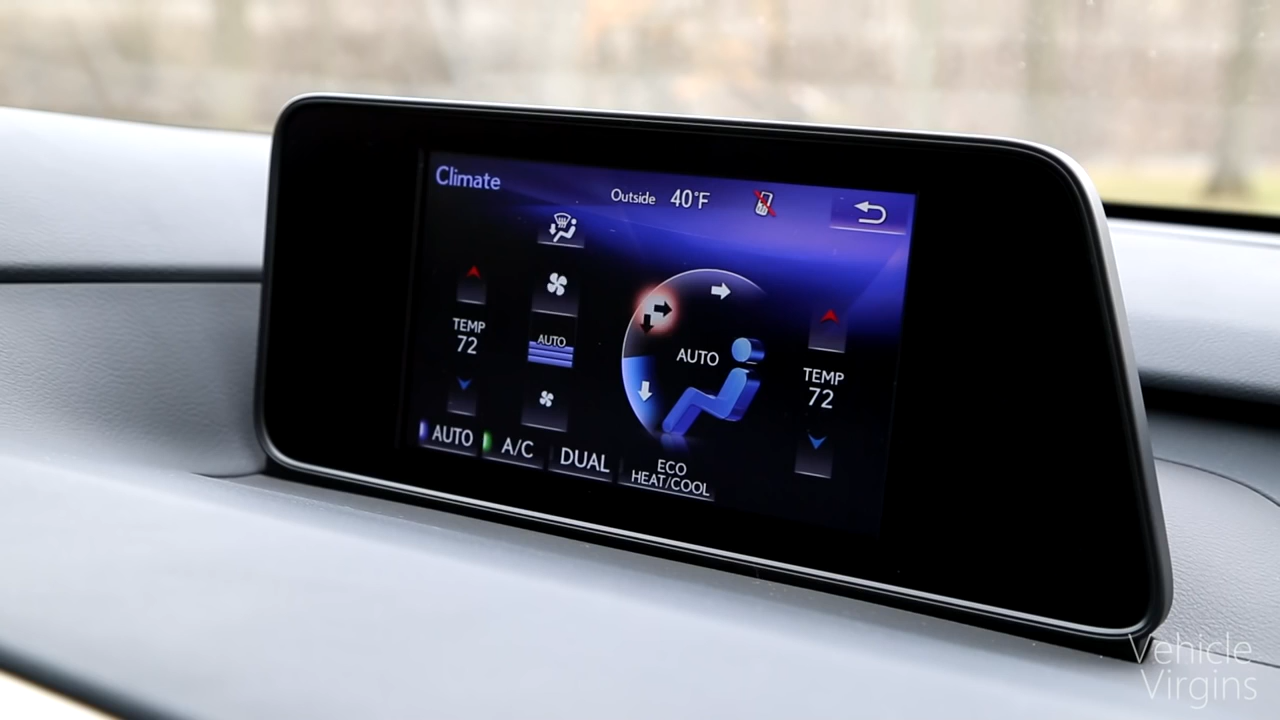 Climate
Outside 40°F
TEMP
72
AUTO
AUTO
TEMP
72
AUTO
A/C
DUAL
ECO
HEAT/COOL
Vehicle
Virgins